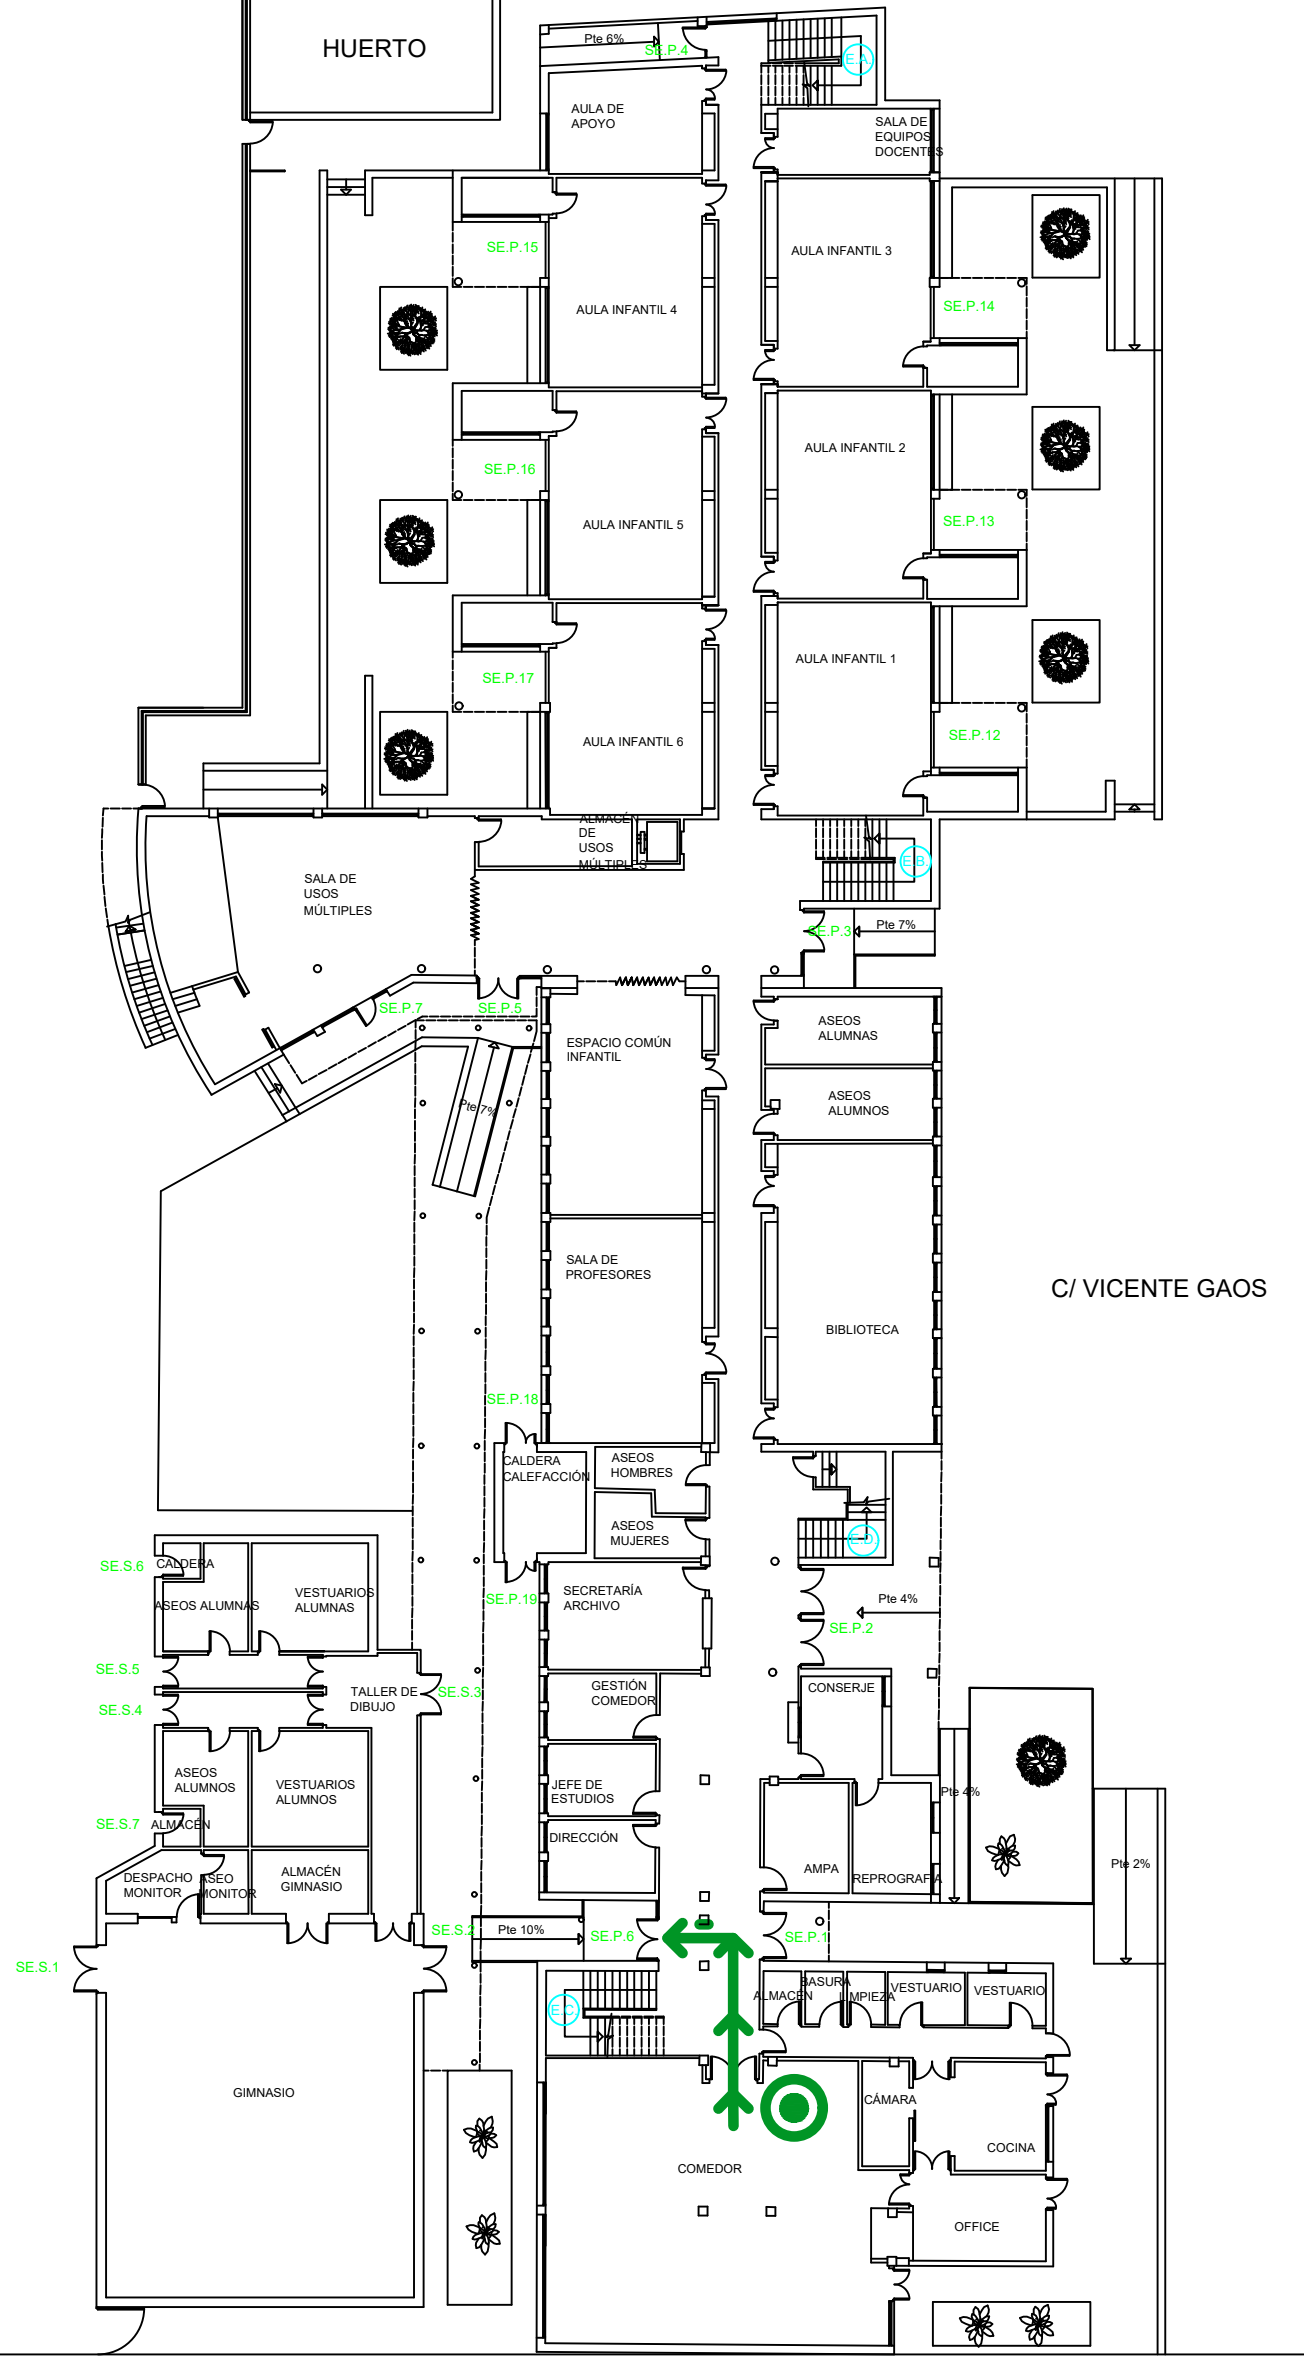 HUERTO
Pte 6%
SE.P.4
E.A.
AULA DE
APOYO
SALA DE
EQUIPOS
DOCENTES
SE.P.15
AULA INFANTIL 3
AULA INFANTIL 4
SE.P.14
AULA INFANTIL 2
SE.P.16
AULA INFANTIL 5
SE.P.13
AULA INFANTIL 1
SE.P.17
AULA INFANTIL 6
SE.P.12
ALMACÉN
DE
USOS
MÚLTIPLES
E.B.
SALA DE
USOS
MÚLTIPLES
SE.P.3
Pte 7%
SE.P.7
SE.P.5
ESPACIO COMÚN
INFANTIL
ASEOS
ALUMNAS
ASEOS
ALUMNOS
Pte 7%
SALA DE
PROFESORES
C/ VICENTE GAOS
BIBLIOTECA
SE.P.18
CALDERA
CALEFACCIÓN
ASEOS
HOMBRES
ASEOS
MUJERES
E.D.
SE.S.6
CALDERA
ASEOS ALUMNAS
VESTUARIOS
ALUMNAS
SE.P.19
SECRETARÍA
ARCHIVO
Pte 4%
SE.P.2
SE.S.5
SE.S.4
TALLER DE
DIBUJO
SE.S.3
GESTIÓN
COMEDOR
CONSERJE
ASEOS
ALUMNOS
VESTUARIOS
ALUMNOS
JEFE DE
ESTUDIOS
Pte 4%
SE.S.7
ALMACÉN
DIRECCIÓN
AMPA
REPROGRAFÍA
Pte 2%
DESPACHO
MONITOR
ASEO
MONITOR
ALMACÉN
GIMNASIO
SE.S.2
Pte 10%
SE.P.6
SE.P.1
SE.S.1
E.C.
ALMACÉN
BASURA
LIMPIEZA
VESTUARIO
VESTUARIO
GIMNASIO
CÁMARA
COCINA
COMEDOR
OFFICE